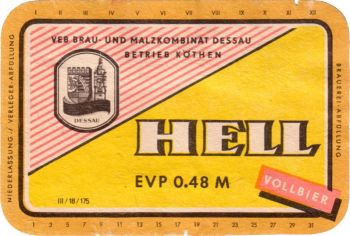 I II III IV V VI VII VIII IX X XI XII
VEB BRAU- UND MALZKOMBINAT DESSAU
BETRIEB KÖTHEN
DESSAU
HELL
EVP 0.48 M
VOLLBIER
III/18/175
NIEDERLASSUNG / VERLEGER-ABFÜLLUNG
BRAUEREI-ABFÜLLUNG
1 3 5 7 9 11 13 15 17 19 21 23 25 27 29 31